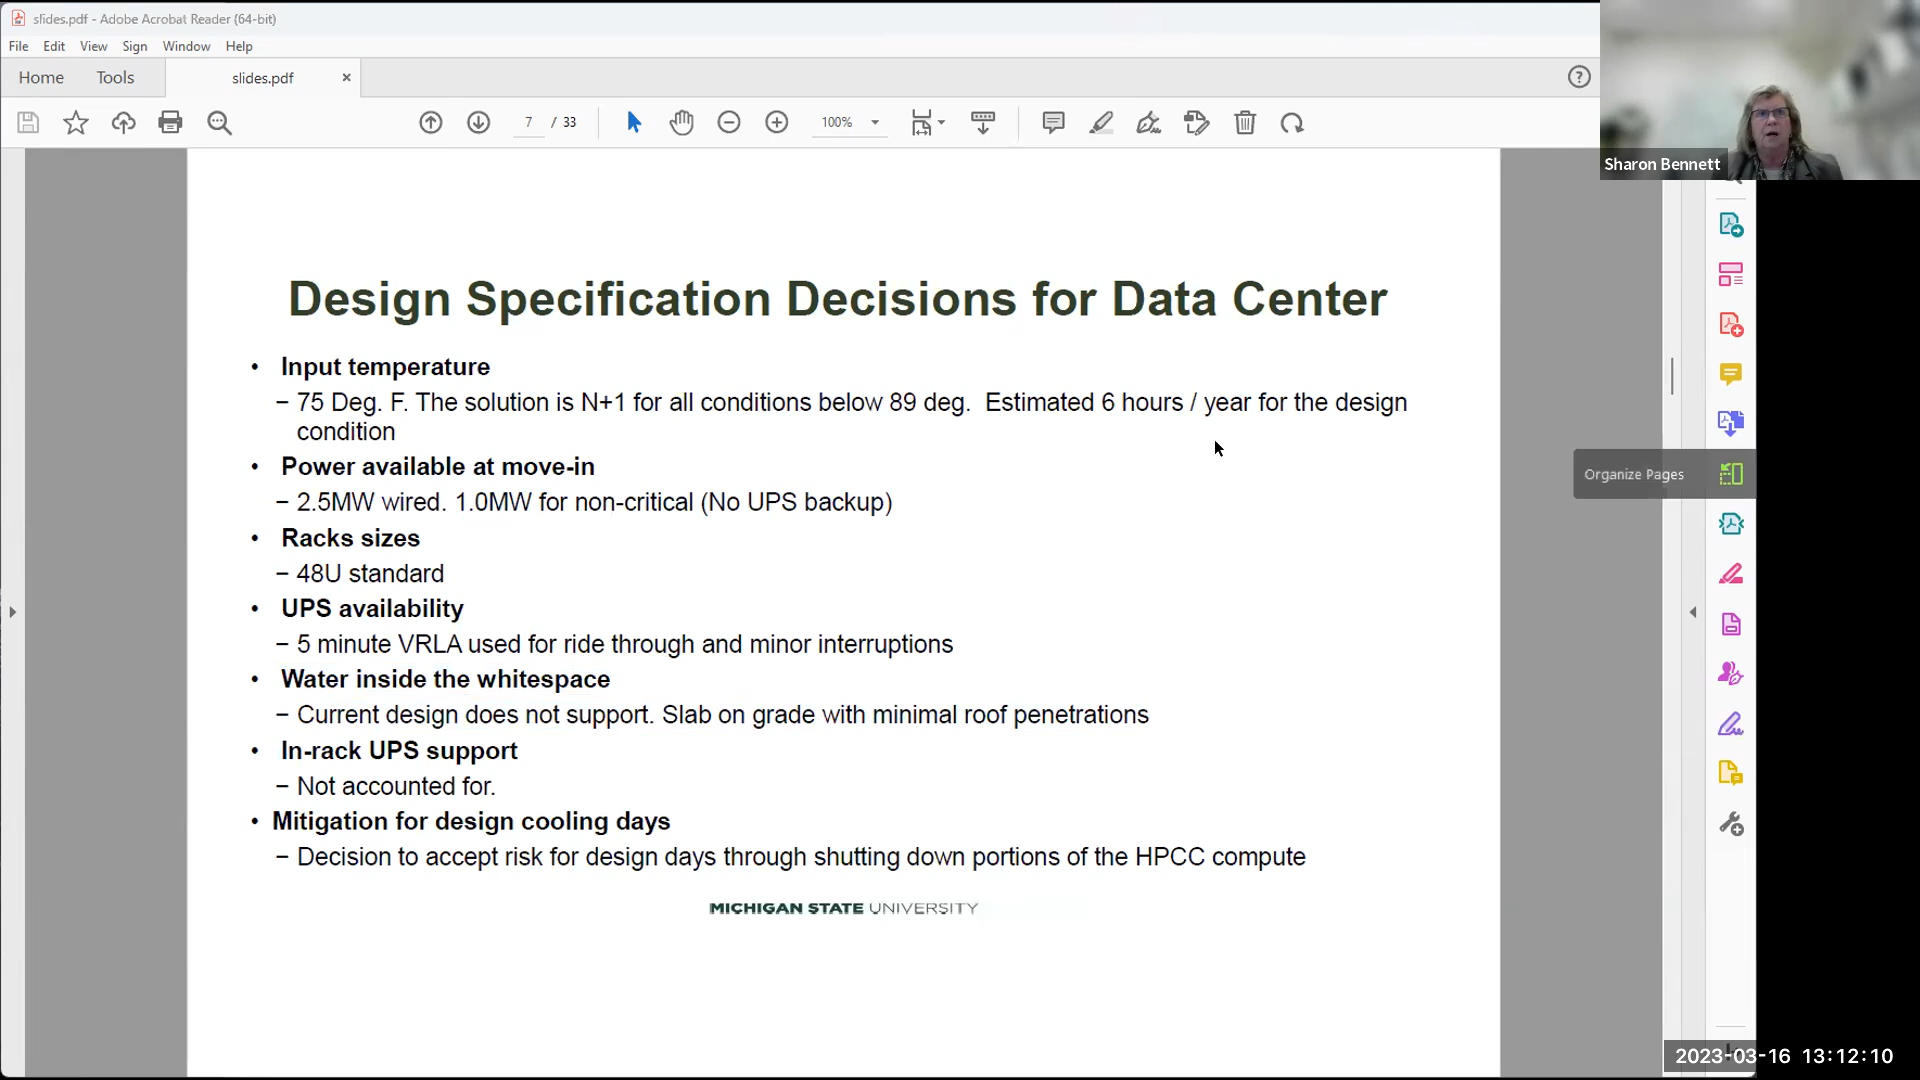 slides.pdf - Adobe Acrobat Reader (64-bit)
File Edit View Sign Window Help
Home Tools slides.pdf ×
7 / 33 100%
Sharon Bennett
Design Specification Decisions for Data Center
• Input temperature
– 75 Deg. F. The solution is N+1 for all conditions below 89 deg.  Estimated 6 hours / year for the design
condition
• Power available at move-in
– 2.5MW wired. 1.0MW for non-critical (No UPS backup)
Organize Pages
• Racks sizes
– 48U standard
• UPS availability
– 5 minute VRLA used for ride through and minor interruptions
• Water inside the whitespace
– Current design does not support. Slab on grade with minimal roof penetrations
• In-rack UPS support
– Not accounted for.
• Mitigation for design cooling days
– Decision to accept risk for design days through shutting down portions of the HPCC compute
MICHIGAN STATE UNIVERSITY
2023-03-16 13:12:10